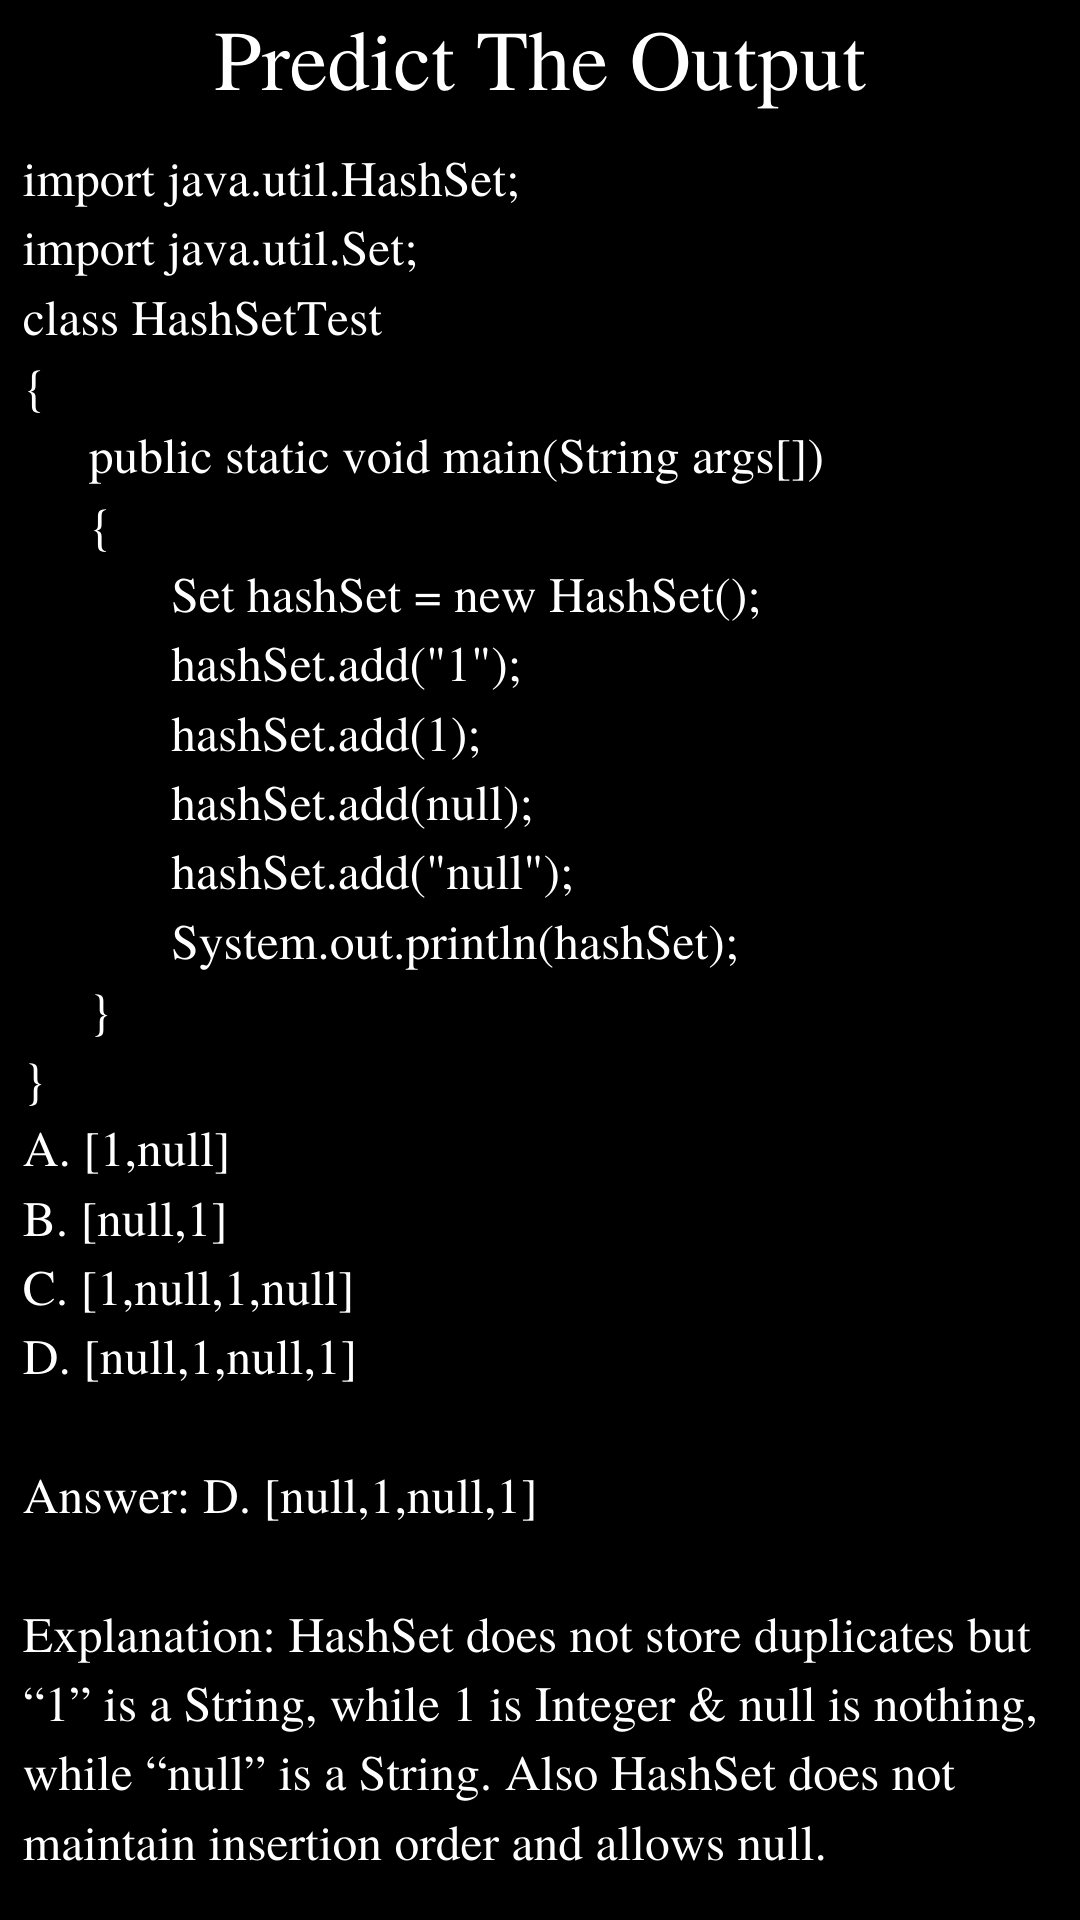 Predict The Output
import java.util.HashSet;
import java.util.Set;
class HashSetTest
{
public static void main(String args[])
{
Set hashSet = new HashSet();
hashSet.add("1");
hashSet.add(1);
hashSet.add(null);
hashSet.add("null");
System.out.println(hashSet);
}
}
A. [1,null]
B. [null,1]
C. [1,null,1,null]
D. [null,1,null,1]
Answer: D. [null,1,null,1]
Explanation: HashSet does not store duplicates but
“1” is a String, while 1 is Integer & null is nothing,
while “null” is a String. Also HashSet does not
maintain insertion order and allows null.